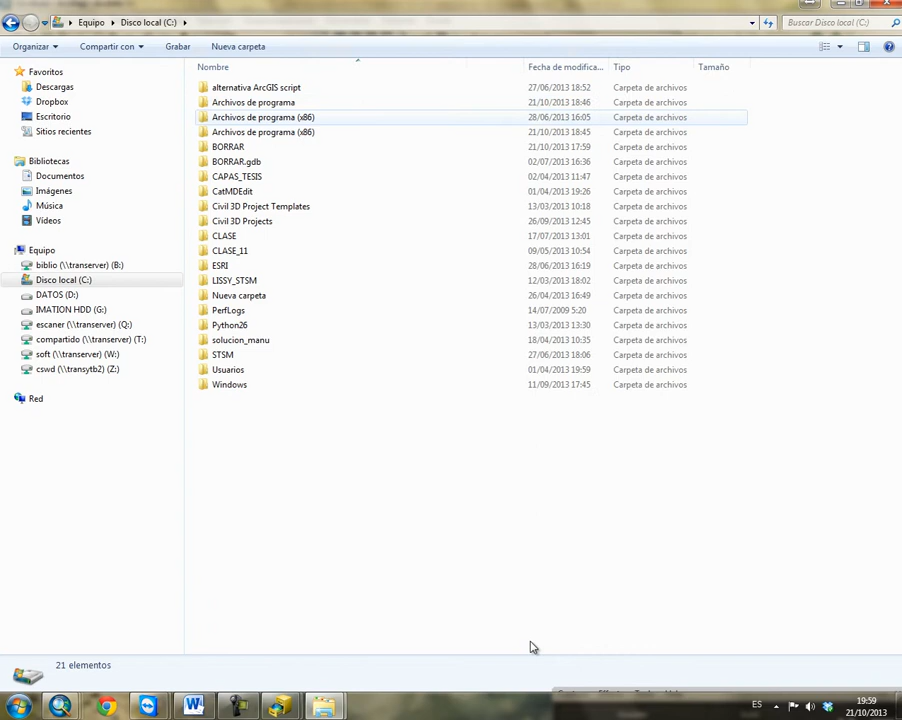 Equipo Disco local (C:) Buscar Disco local (C:)
Organizar Compartir con Grabar Nueva carpeta
Nombre Fecha de modifica... Tipo Tamaño
Favoritos
Descargas
Dropbox
Escritorio
Sitios recientes
Bibliotecas
Documentos
Imágenes
Música
Vídeos
Equipo
biblio (\\transerver) (B:)
Disco local (C:)
DATOS (D:)
IMATION HDD (G:)
escaner (\\transerver) (Q:)
compartido (\\transerver) (T:)
soft (\\transerver) (W:)
cswd (\\transytb2) (Z:)
Red
alternativa ArcGIS script 27/06/2013 18:52 Carpeta de archivos
Archivos de programa 21/10/2013 18:46 Carpeta de archivos
Archivos de programa (x86) 28/06/2013 16:05 Carpeta de archivos
Archivos de programa (x86) 21/10/2013 18:45 Carpeta de archivos
BORRAR 21/10/2013 17:59 Carpeta de archivos
BORRAR.gdb 02/07/2013 16:36 Carpeta de archivos
CAPAS_TESIS 02/04/2013 11:47 Carpeta de archivos
CatMDEdit 01/04/2013 19:26 Carpeta de archivos
Civil 3D Project Templates 13/03/2013 10:18 Carpeta de archivos
Civil 3D Projects 26/09/2013 12:45 Carpeta de archivos
CLASE 17/07/2013 13:01 Carpeta de archivos
CLASE_11 09/05/2013 10:54 Carpeta de archivos
ESRI 28/06/2013 16:19 Carpeta de archivos
LISSY_STSM 12/03/2013 18:02 Carpeta de archivos
Nueva carpeta 26/04/2013 16:49 Carpeta de archivos
PerfLogs 14/07/2009 5:20 Carpeta de archivos
Python26 13/03/2013 13:30 Carpeta de archivos
solucion_manu 18/04/2013 10:35 Carpeta de archivos
STSM 27/06/2013 18:06 Carpeta de archivos
Usuarios 01/04/2013 19:59 Carpeta de archivos
Windows 11/09/2013 17:45 Carpeta de archivos
21 elementos
ES
19:59
21/10/2013